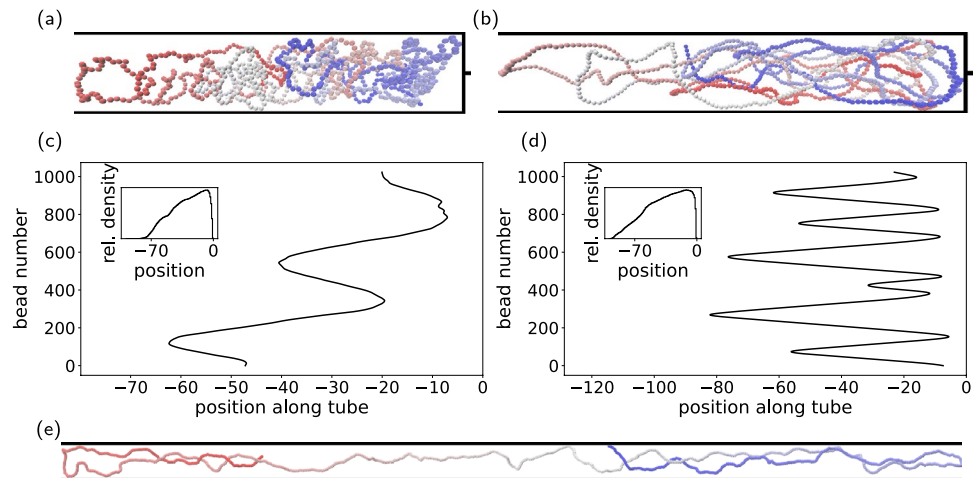 (a)
(b)
(c)
(d)
1000
800
600
400
200
0
bead number
rel. density
−70
0
position
−70
−60
−50
−40
−30
−20
−10
0
position along tube
1000
800
600
400
200
0
bead number
rel. density
−70
0
position
−120
−100
−80
−60
−40
−20
0
position along tube
(e)